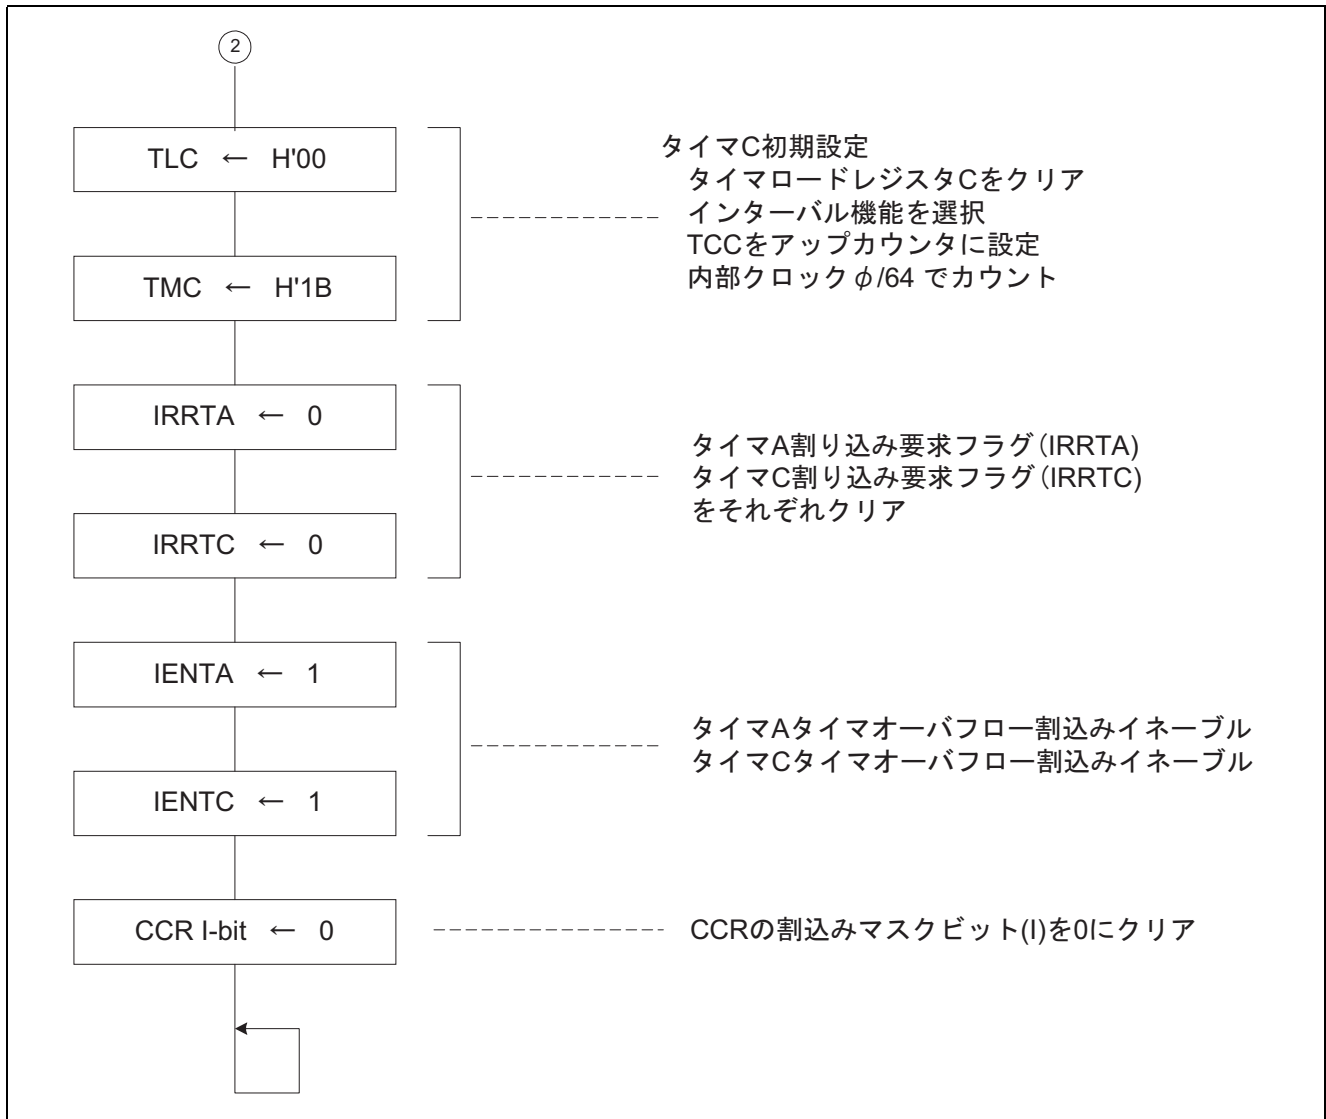 2
TLC ← H'00
タイマC初期設定
タイマロードレジスタCをクリア
インターバル機能を選択
TCCをアップカウンタに設定
内部クロックφ/64 でカウント
TMC ← H'1B
IRRTA ← 0
タイマA割り込み要求フラグ(IRRTA)
タイマC割り込み要求フラグ(IRRTC)
をそれぞれクリア
IRRTC ← 0
IENTA ← 1
タイマAタイマオーバフロー割込みイネーブル
タイマCタイマオーバフロー割込みイネーブル
IENTC ← 1
CCR I-bit ← 0
CCRの割込みマスクビット(I)を0にクリア